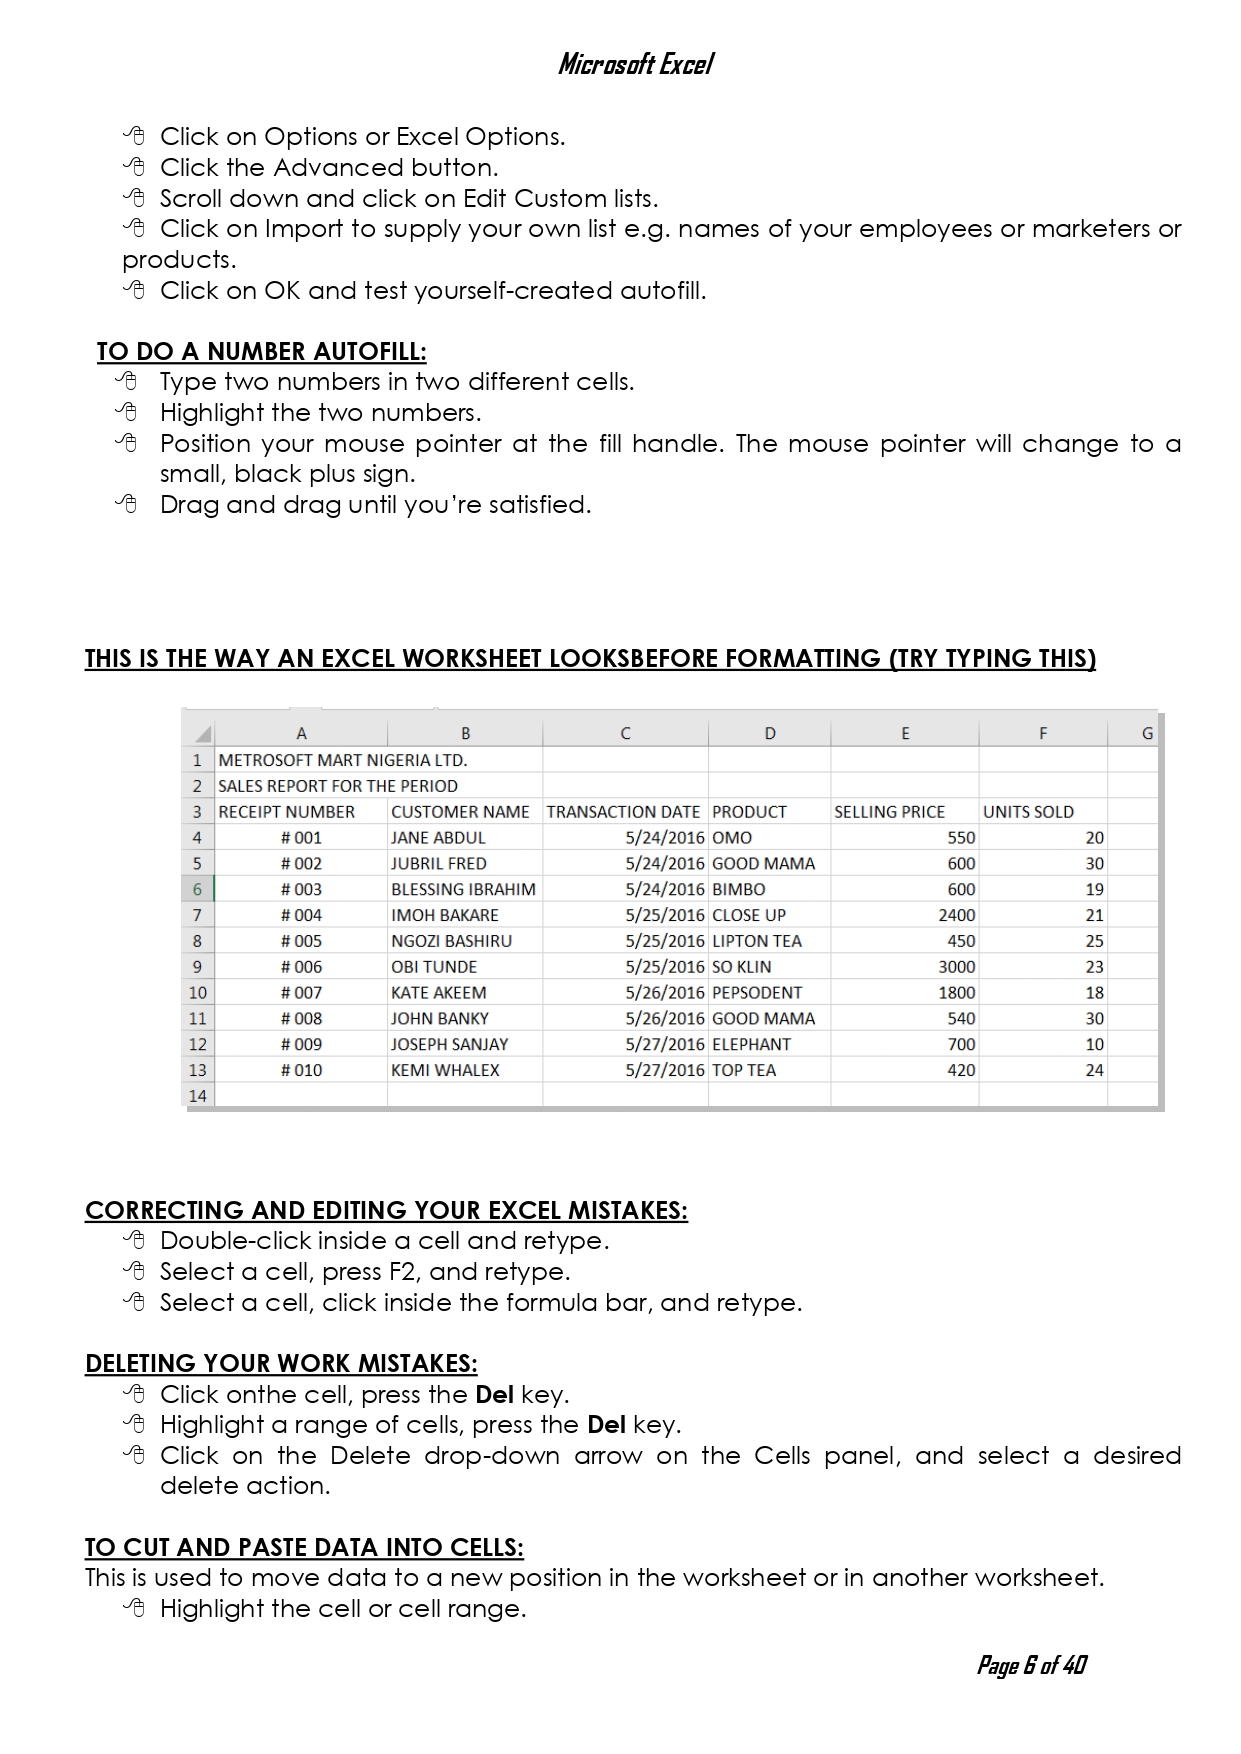 Microsoft Excel
Click on Options or Excel Options.
Click the Advanced button.
Scroll down and click on Edit Custom lists.
Click on Import to supply your own list e.g. names of your employees or marketers or
products.
Click on OK and test yourself-created autofill.
TO DO A NUMBER AUTOFILL:
Type two numbers in two different cells.
Highlight the two numbers.
Position your mouse pointer at the fill handle. The mouse pointer will change to a
small, black plus sign.
Drag and drag until you’re satisfied.
THIS IS THE WAY AN EXCEL WORKSHEET LOOKSBEFORE FORMATTING (TRY TYPING THIS)
A B C D E F G
1 METROSOFT MART NIGERIA LTD.
2 SALES REPORT FOR THE PERIOD
3 RECEIPT NUMBER CUSTOMER NAME TRANSACTION DATE PRODUCT SELLING PRICE UNITS SOLD
4 # 001 JANE ABDUL 5/24/2016 OMO 550 20
5 # 002 JUBRIL FRED 5/24/2016 GOOD MAMA 600 30
6 # 003 BLESSING IBRAHIM 5/24/2016 BIMBO 600 19
7 # 004 IMOH BAKARE 5/25/2016 CLOSE UP 2400 21
8 # 005 NGOZI BASHIRU 5/25/2016 LIPTON TEA 450 25
9 # 006 OBI TUNDE 5/25/2016 SO KLIN 3000 23
10 # 007 KATE AKEEM 5/26/2016 PEPSODENT 1800 18
11 # 008 JOHN BANKY 5/26/2016 GOOD MAMA 540 30
12 # 009 JOSEPH SANJAY 5/27/2016 ELEPHANT 700 10
13 # 010 KEMI WHALEX 5/27/2016 TOP TEA 420 24
14
CORRECTING AND EDITING YOUR EXCEL MISTAKES:
Double-click inside a cell and retype.
Select a cell, press F2, and retype.
Select a cell, click inside the formula bar, and retype.
DELETING YOUR WORK MISTAKES:
Click onthe cell, press the Del key.
Highlight a range of cells, press the Del key.
Click on the Delete drop-down arrow on the Cells panel, and select a desired
delete action.
TO CUT AND PASTE DATA INTO CELLS:
This is used to move data to a new position in the worksheet or in another worksheet.
Highlight the cell or cell range.
Page 6 of 40